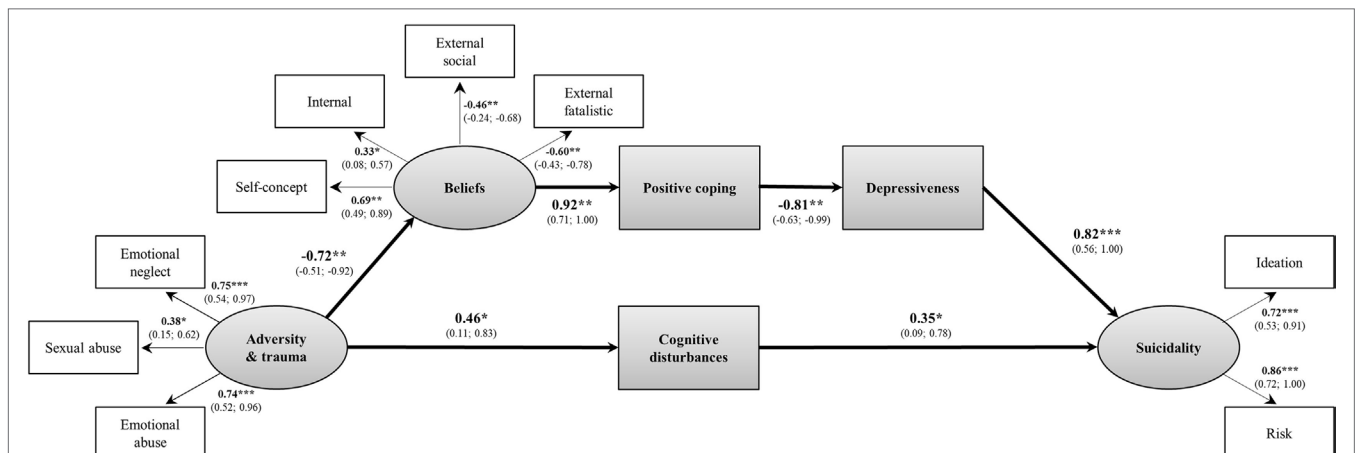 External
social
Internal
External
fatalistic
-0.46**
(-0.24; -0.68)
0.33*
(0.08; 0.57)
-0.60**
(-0.43; -0.78)
Self-concept
Beliefs
Positive coping
Depressiveness
0.69**
(0.49; 0.89)
0.92**
(0.71; 1.00)
-0.81**
(-0.63; -0.99)
Emotional
neglect
-0.72**
(-0.51; -0.92)
0.82***
(0.56; 1.00)
Ideation
0.75***
(0.54; 0.97)
0.38*
(0.15; 0.62)
0.46*
(0.11; 0.83)
0.35*
(0.09; 0.78)
0.72***
(0.53; 0.91)
Sexual abuse
Adversity
& trauma
Cognitive
disturbances
Suicidality
0.74***
(0.52; 0.96)
0.86***
(0.72; 1.00)
Emotional
abuse
Risk